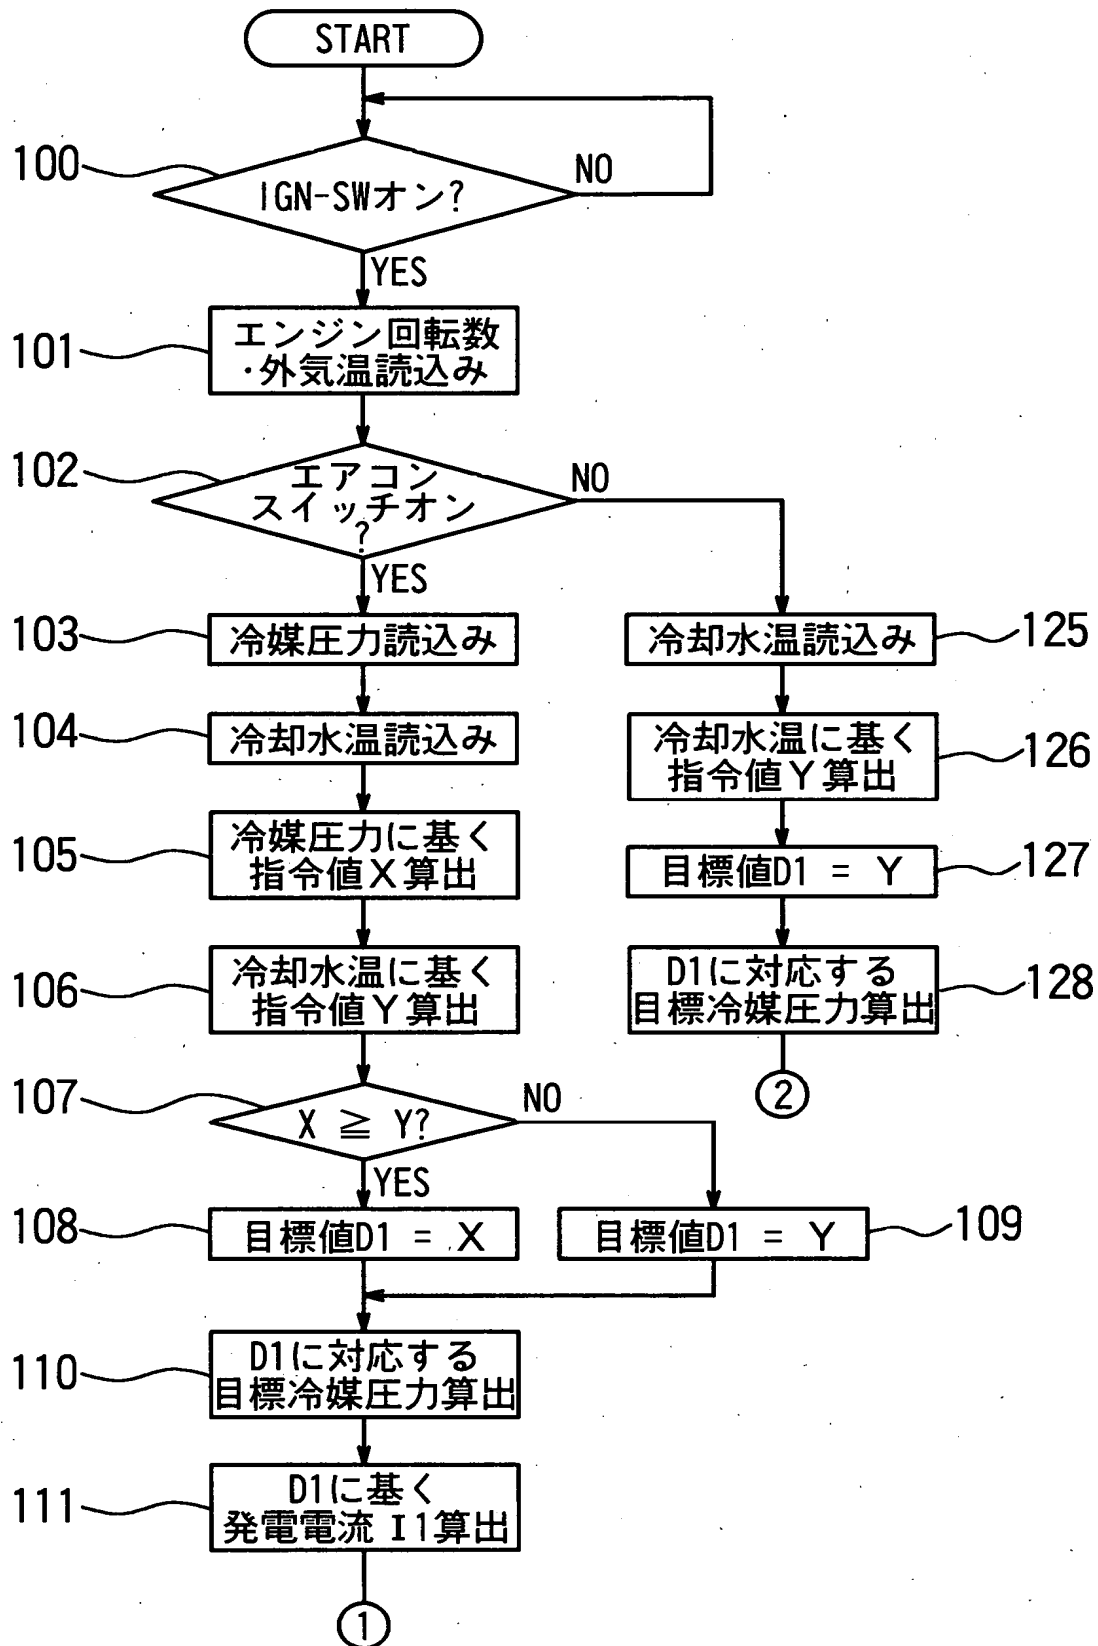 START
100
IGN-SWオン?
NO
YES
101
エンジン回転数
・外気温読込み
102
エアコン
スイッチオン
?
NO
YES
103
冷媒圧力読込み
125
冷却水温読込み
104
冷却水温読込み
126
冷却水温に基く
指令値Y算出
105
冷媒圧力に基く
指令値X算出
127
目標値D1 = Y
106
冷却水温に基く
指令値Y算出
128
D1に対応する
目標冷媒圧力算出
②
107
X ≧ Y?
NO
YES
108
目標値D1 = X
109
目標値D1 = Y
110
D1に対応する
目標冷媒圧力算出
111
D1に基く
発電電流 I1算出
①